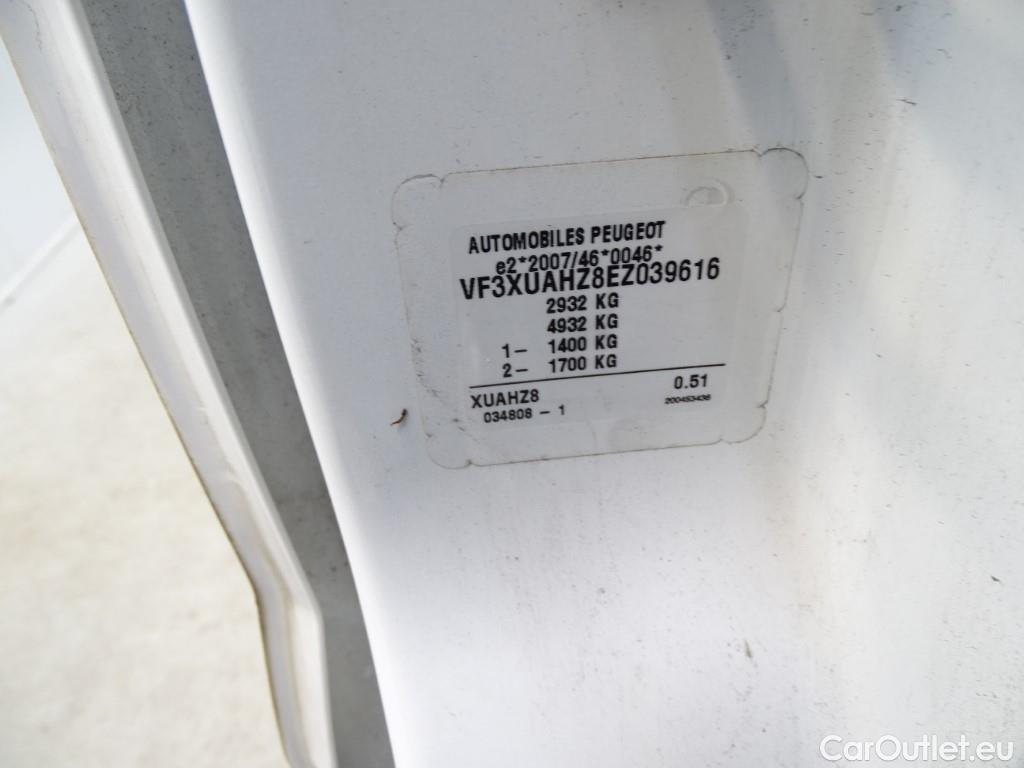 AUTOMOBILES PEUGEOT
e2*2007/46*0046*
VF3XUAHZ8EZ039616
2932 KG
4932 KG
1- 1400 KG
2- 1700 KG
XUAHZ8 0.51
034808 - 1 200453436
CarOutlet.eu